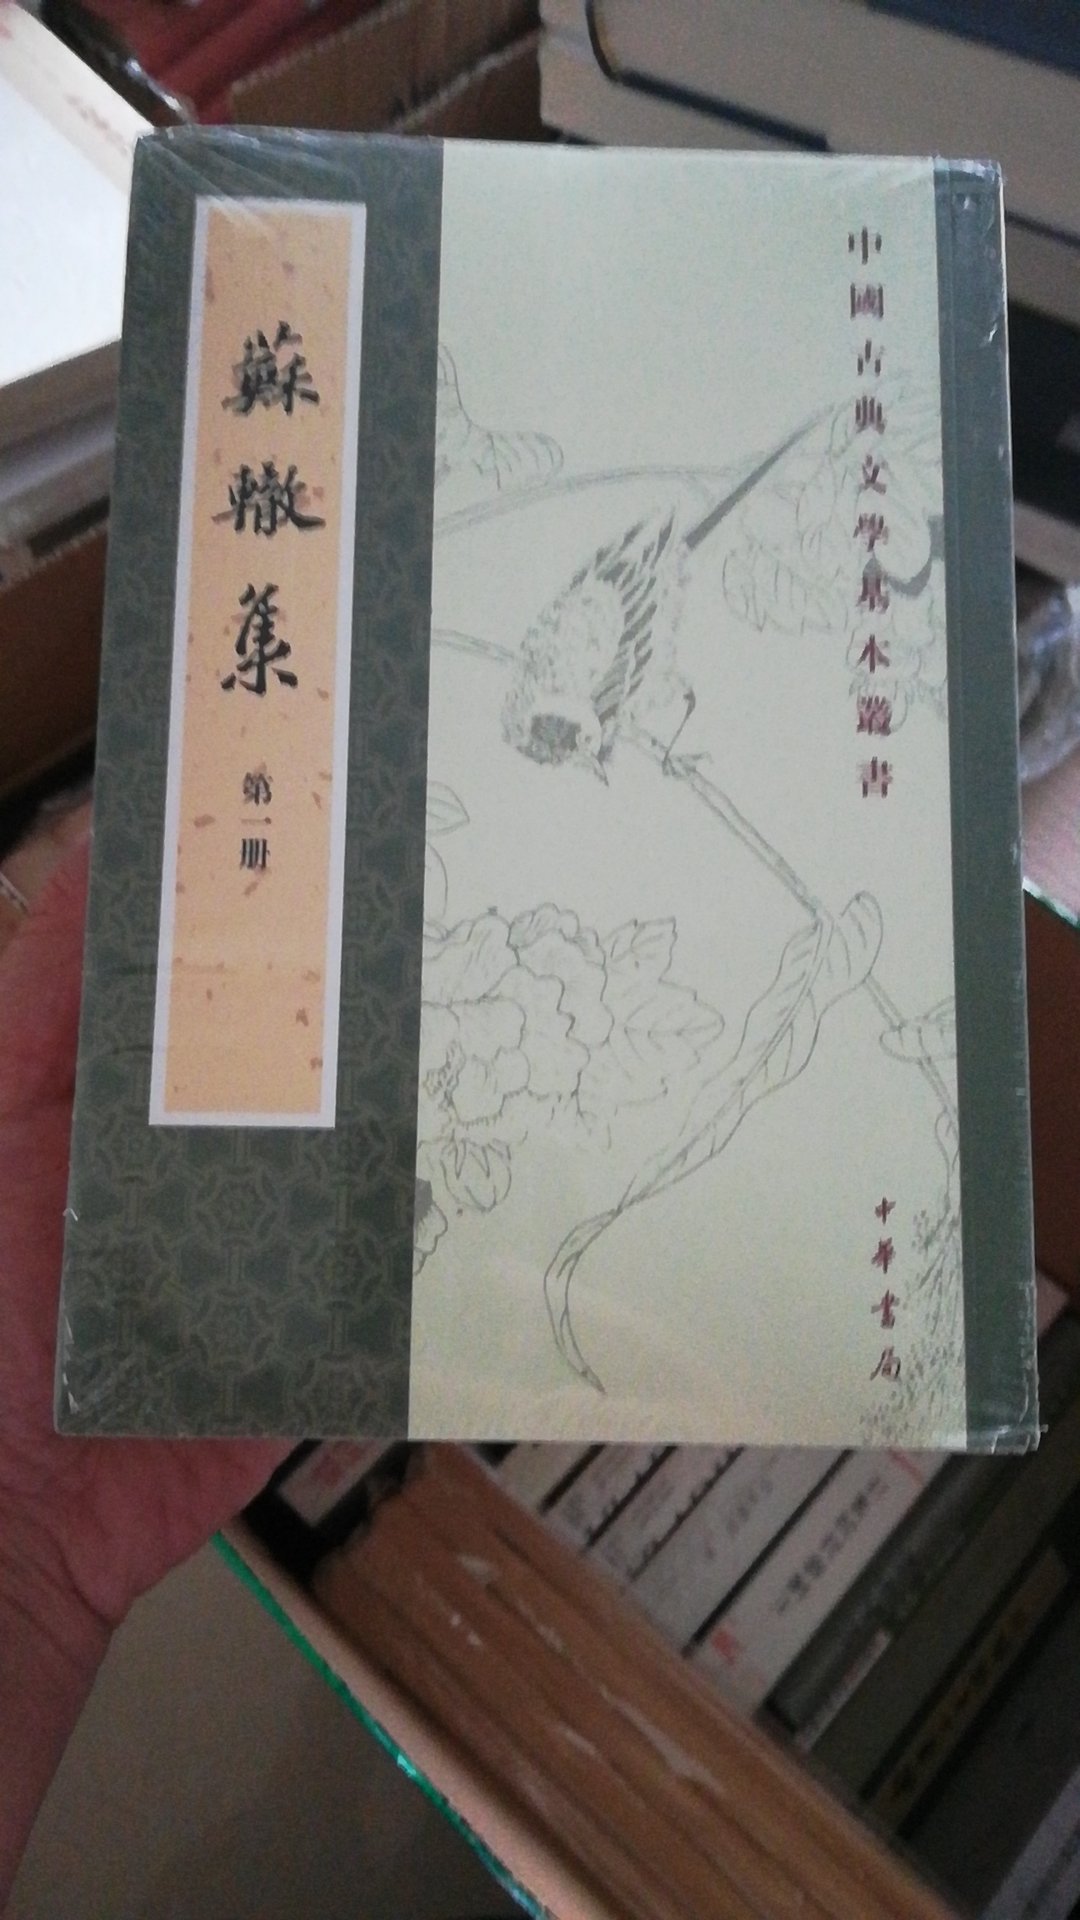 中國古典文學基本叢書
蘇轍集
第一册
中華書局